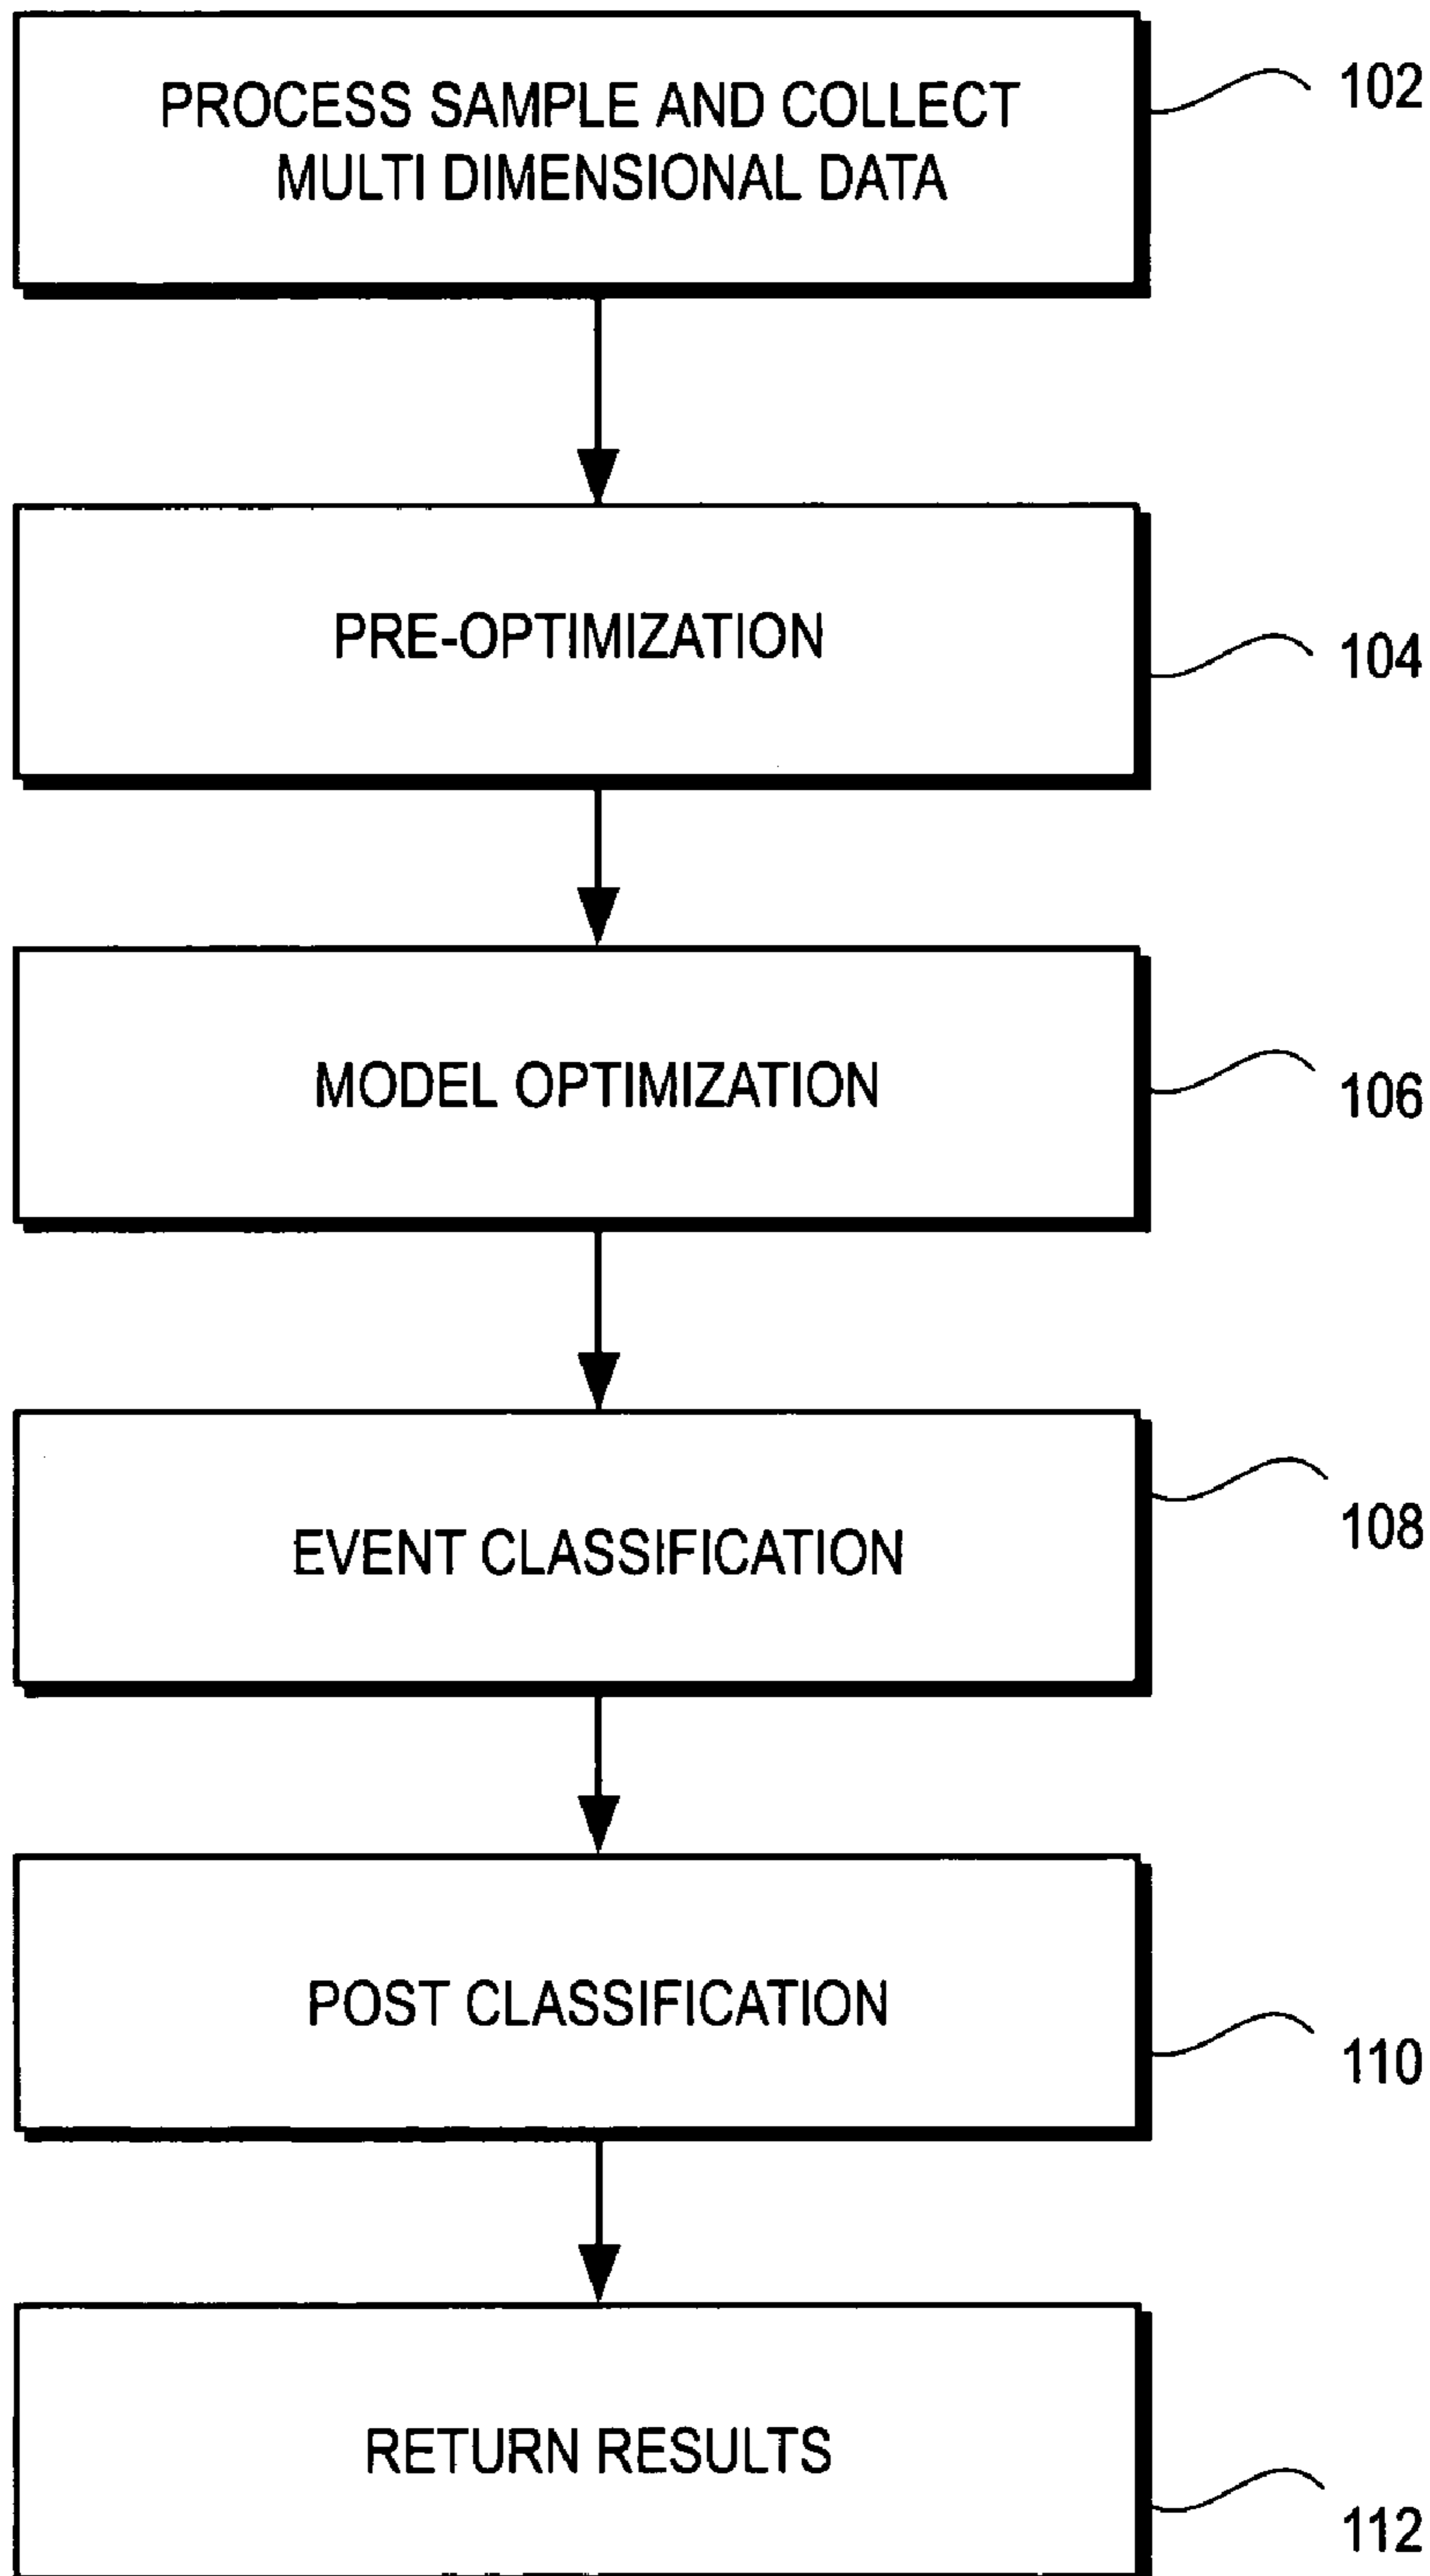 PROCESS SAMPLE AND COLLECT
MULTI DIMENSIONAL DATA
102
PRE-OPTIMIZATION
104
MODEL OPTIMIZATION
106
EVENT CLASSIFICATION
108
POST CLASSIFICATION
110
RETURN RESULTS
112